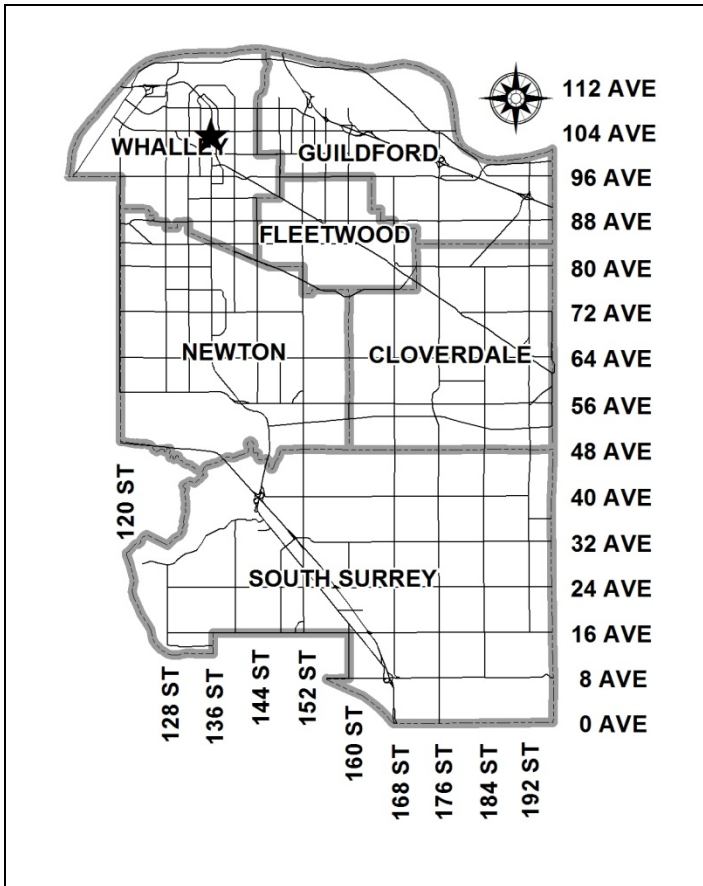 112 AVE
104 AVE
WHALLEY
GUILDFORD
96 AVE
88 AVE
FLEETWOOD
80 AVE
72 AVE
NEWTON
CLOVERDALE
64 AVE
56 AVE
48 AVE
120 ST
40 AVE
32 AVE
SOUTH SURREY
24 AVE
16 AVE
8 AVE
0 AVE
128 ST
136 ST
144 ST
152 ST
160 ST
168 ST
176 ST
184 ST
192 ST